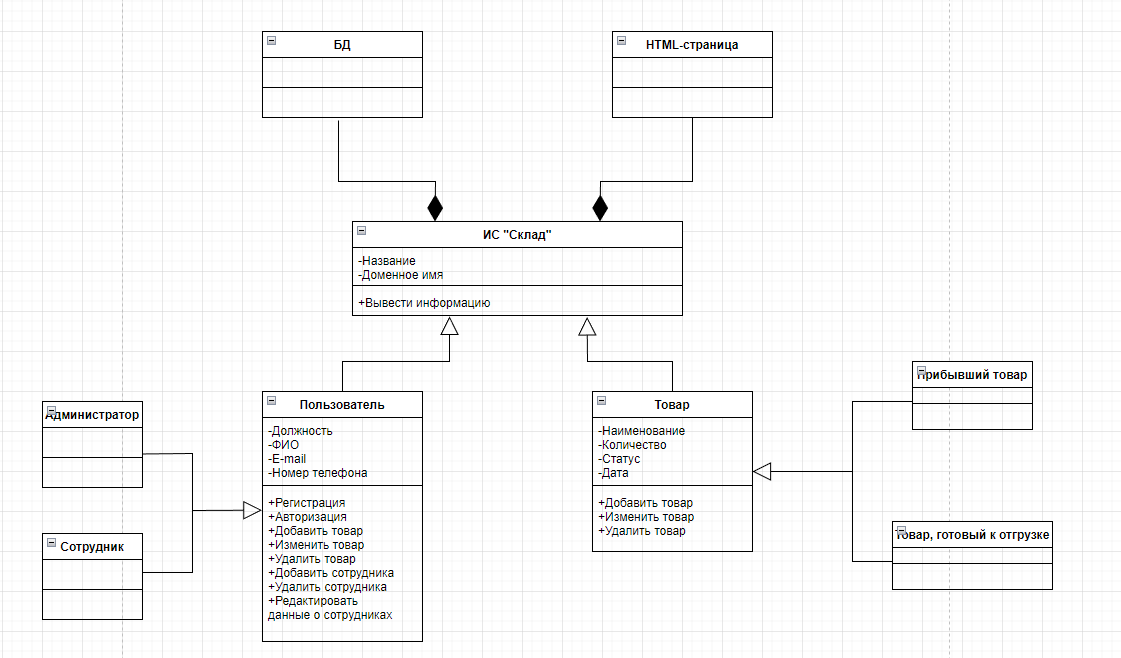 БД
HTML-страница
ИС "Склад"
-Название
-Доменное имя
+Вывести информацию
Администратор
Сотрудник
Пользователь
-Должность
-ФИО
-E-mail
-Номер телефона
+Регистрация
+Авторизация
+Добавить товар
+Изменить товар
+Удалить товар
+Добавить сотрудника
+Удалить сотрудника
+Редактировать
данные о сотрудниках
Товар
-Наименование
-Количество
-Статус
-Дата
+Добавить товар
+Изменить товар
+Удалить товар
Прибывший товар
Товар, готовый к отгрузке